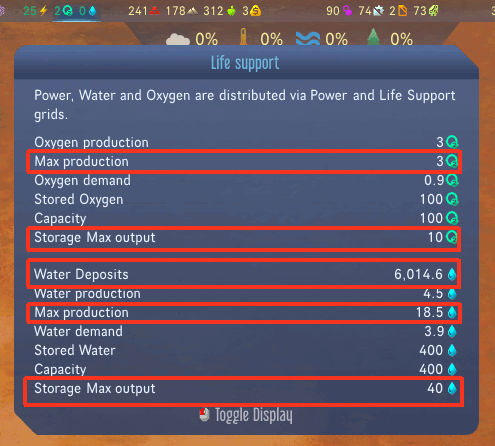 25 2 0 241 178 312 3 90 74 2 73
0% 0% 0% 0%
Life support
Power, Water and Oxygen are distributed via Power and Life Support
grids.
Oxygen production 3
Max production 3
Oxygen demand 0.9
Stored Oxygen 100
Capacity 100
Storage Max output 10
Water Deposits 6,014.6
Water production 4.5
Max production 18.5
Water demand 3.9
Stored Water 400
Capacity 400
Storage Max output 40
Toggle Display